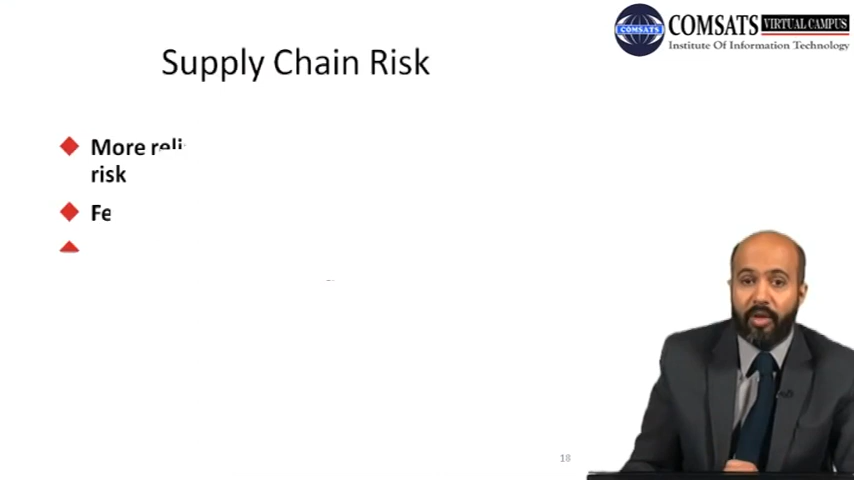 COMSATS VIRTUAL CAMPUS
COMSATS
Institute Of Information Technology
Supply Chain Risk
More
risk
18